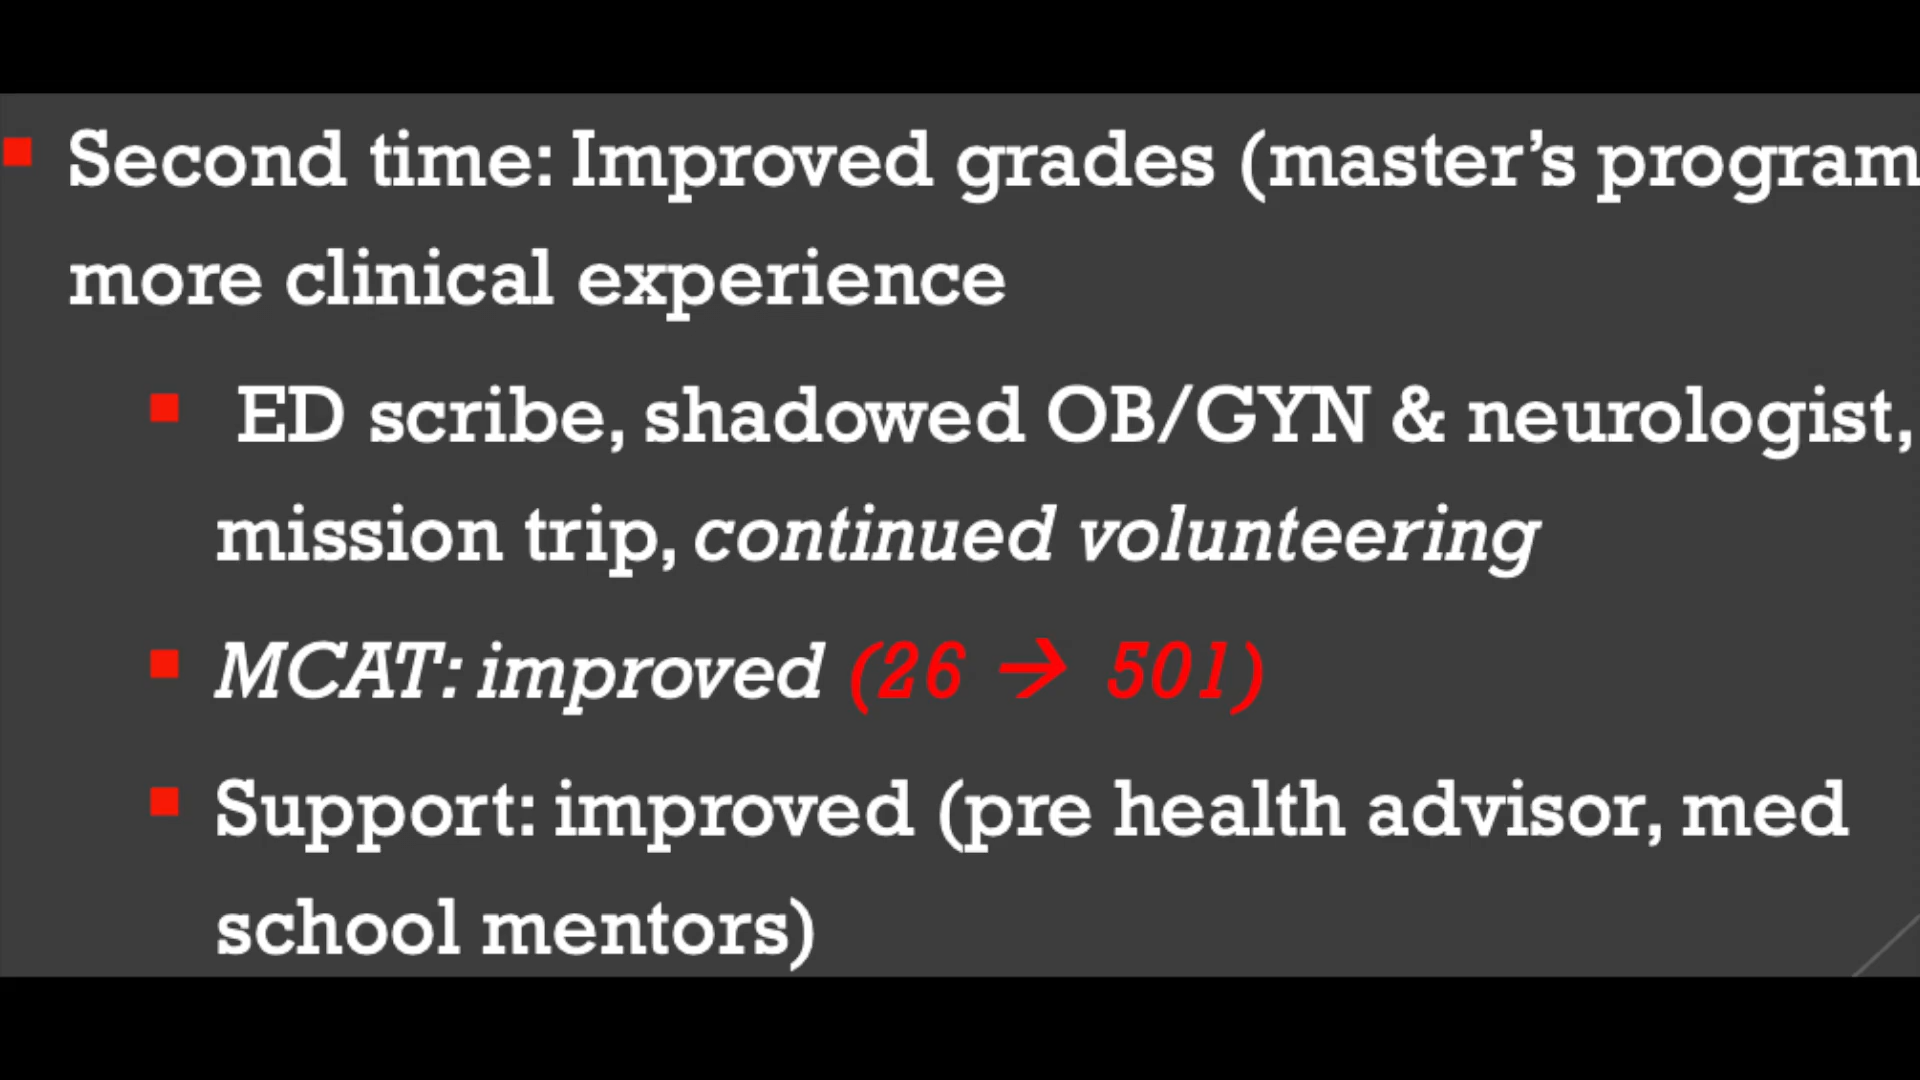 Second time: Improved grades (master’s program
more clinical experience
ED scribe, shadowed OB/GYN & neurologist,
mission trip, continued volunteering
MCAT: improved (26 → 501)
Support: improved (pre health advisor, med
school mentors)